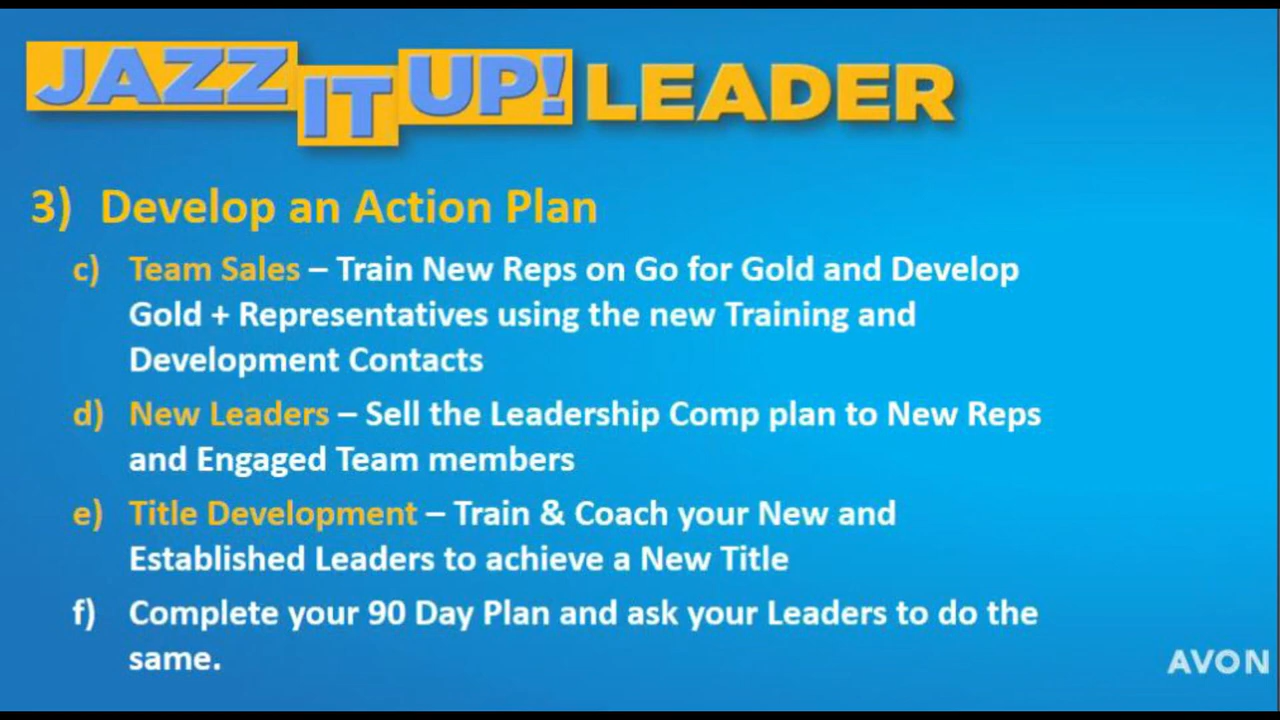 JAZZ IT UP! LEADER
3) Develop an Action Plan
c) Team Sales – Train New Reps on Go for Gold and Develop
Gold + Representatives using the new Training and
Development Contacts
d) New Leaders – Sell the Leadership Comp plan to New Reps
and Engaged Team members
e) Title Development – Train & Coach your New and
Established Leaders to achieve a New Title
f) Complete your 90 Day Plan and ask your Leaders to do the
same.
AVON